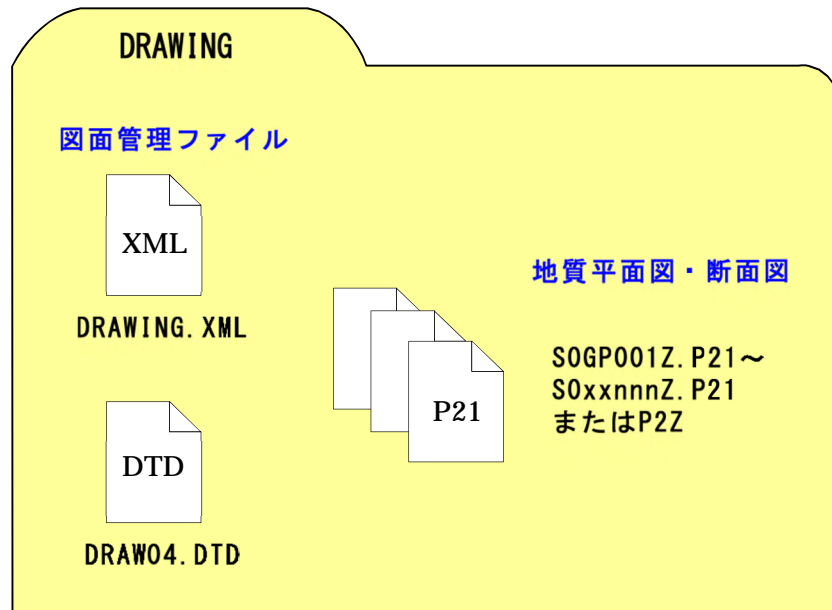 DRAWING
図面管理ファイル
XML
DRAWING.XML
DTD
DRAW04.DTD
P21
地質平面図・断面図
S0GP001Z.P21～
S0xxnnnZ.P21
またはP2Z